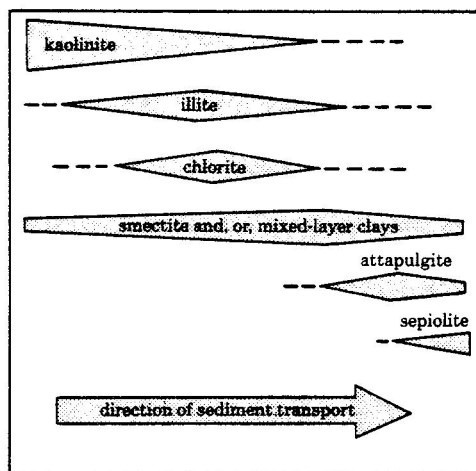 kaolinite
illite
chlorite
smectite and, or, mixed-layer clays
attapulgite
sepiolite
direction of sediment transport